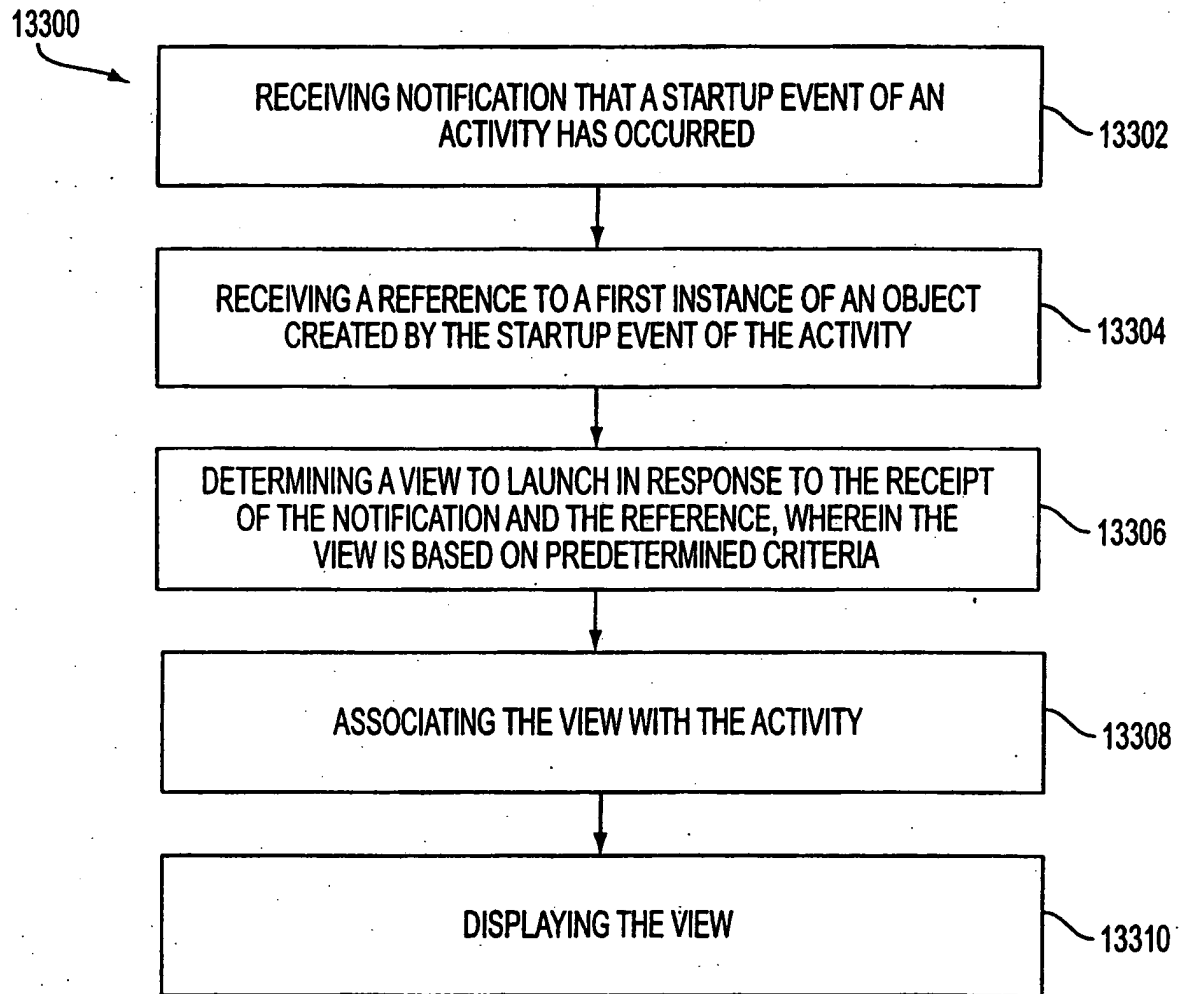 13300
RECEIVING NOTIFICATION THAT A STARTUP EVENT OF AN
ACTIVITY HAS OCCURRED
13302
RECEIVING A REFERENCE TO A FIRST INSTANCE OF AN OBJECT
CREATED BY THE STARTUP EVENT OF THE ACTIVITY
13304
DETERMINING A VIEW TO LAUNCH IN RESPONSE TO THE RECEIPT
OF THE NOTIFICATION AND THE REFERENCE, WHEREIN THE
VIEW IS BASED ON PREDETERMINED CRITERIA
13306
ASSOCIATING THE VIEW WITH THE ACTIVITY
13308
DISPLAYING THE VIEW
13310